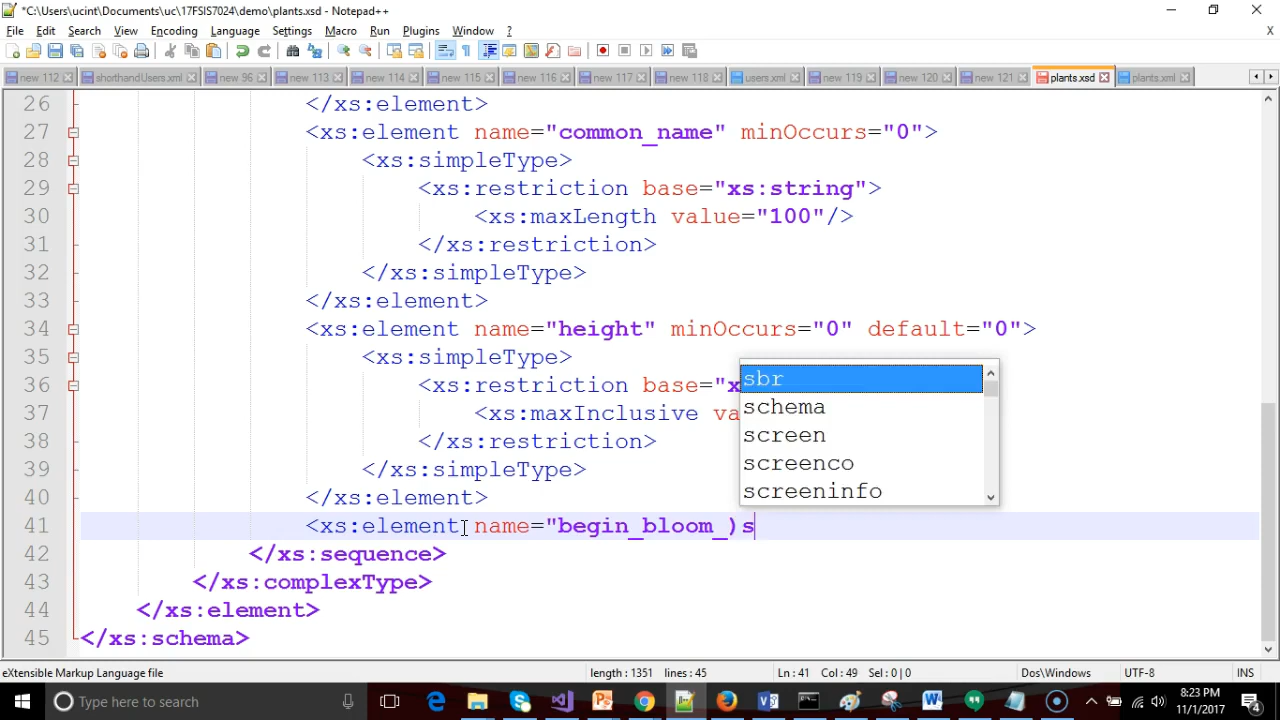 *C:\Users\ucint\Documents\uc\17FSIS7024\demo\plants.xsd - Notepad++
File Edit Search View Encoding Language Settings Macro Run Plugins Window ? X
new 112 shorthandUsers.xml new 96 new 113 new 114 new 115 new 116 new 117 new 118 users.xml new 119 new 120 new 121 plants.xsd plants.xml
26 </xs:element>
27 <xs:element name="common_name" minOccurs="0">
28 <xs:simpleType>
29 <xs:restriction base="xs:string">
30 <xs:maxLength value="100"/>
31 </xs:restriction>
32 </xs:simpleType>
33 </xs:element>
34 <xs:element name="height" minOccurs="0" default="0">
35 <xs:simpleType>
36 <xs:restriction base="x
37 <xs:maxInclusive va
38 </xs:restriction>
39 </xs:simpleType>
40 </xs:element>
41 <xs:element name="begin_bloom_)s
42 </xs:sequence>
43 </xs:complexType>
44 </xs:element>
45 </xs:schema>
sbr
schema
screen
screenco
screeninfo
eXtensible Markup Language file length : 1351 lines : 45 Ln : 41 Col : 49 Sel : 0 | 0 Dos\Windows UTF-8 INS
Type here to search 8:23 PM
11/1/2017 4